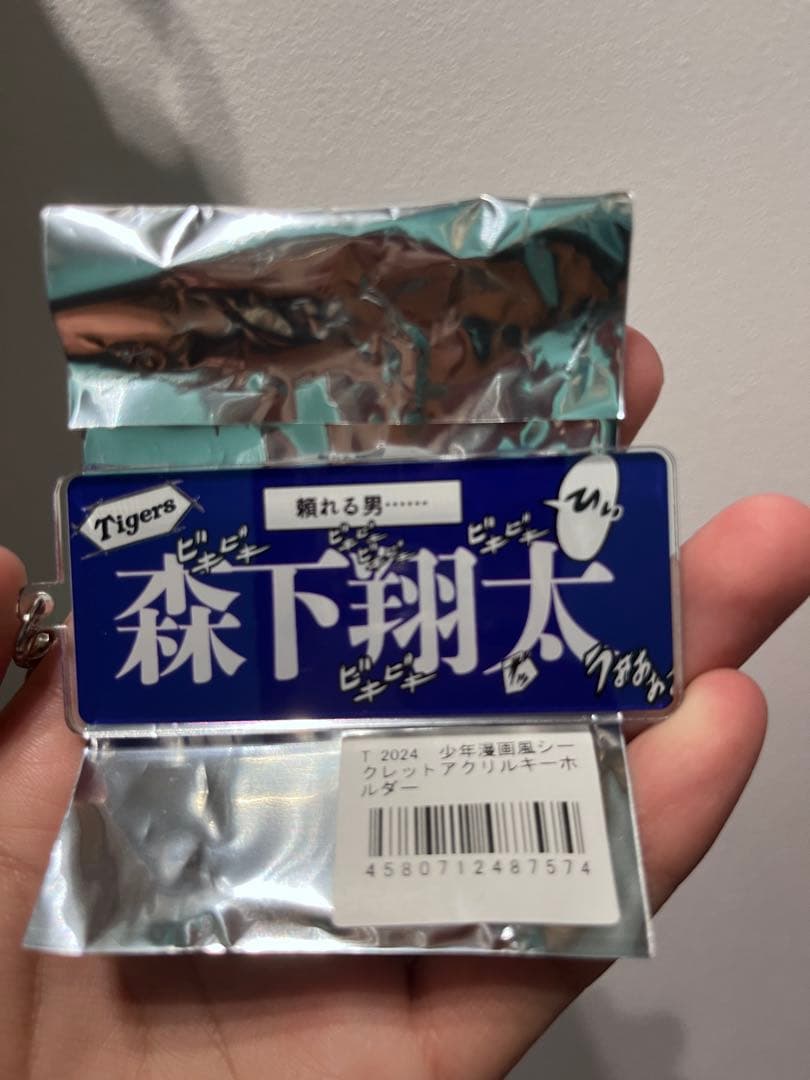 Tigers
頼れる男……
ひぃ
ビキビキ
ビキビキ
ビキビキ
森下翔太
ビキビキ
うおおぉ
T 2024 少年漫画風シー
クレットアクリルキーホ
ルダー
4580712487574